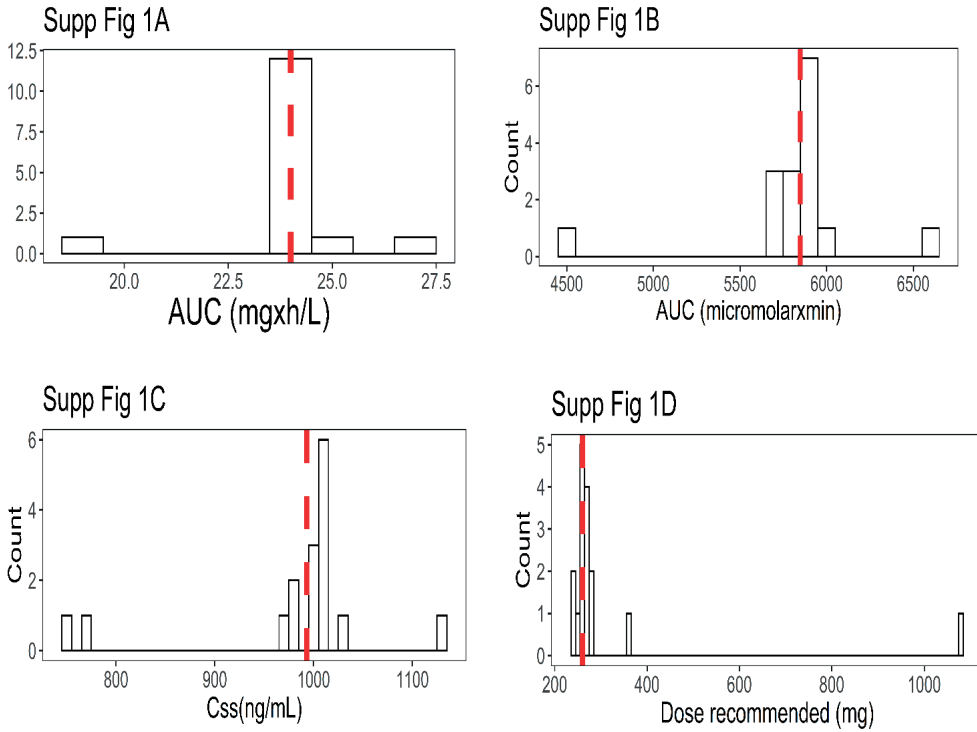 Supp Fig 1A
12.5
10.0
7.5
5.0
2.5
0.0
20.0 22.5 25.0 27.5
AUC (mgxh/L)
Supp Fig 1B
Count
6
4
2
0
4500 5000 5500 6000 6500
AUC (micromolarxmin)
Supp Fig 1C
Count
6
4
2
0
800 900 1000 1100
Css(ng/mL)
Supp Fig 1D
Count
5
4
3
2
1
0
200 400 600 800 1000
Dose recommended (mg)